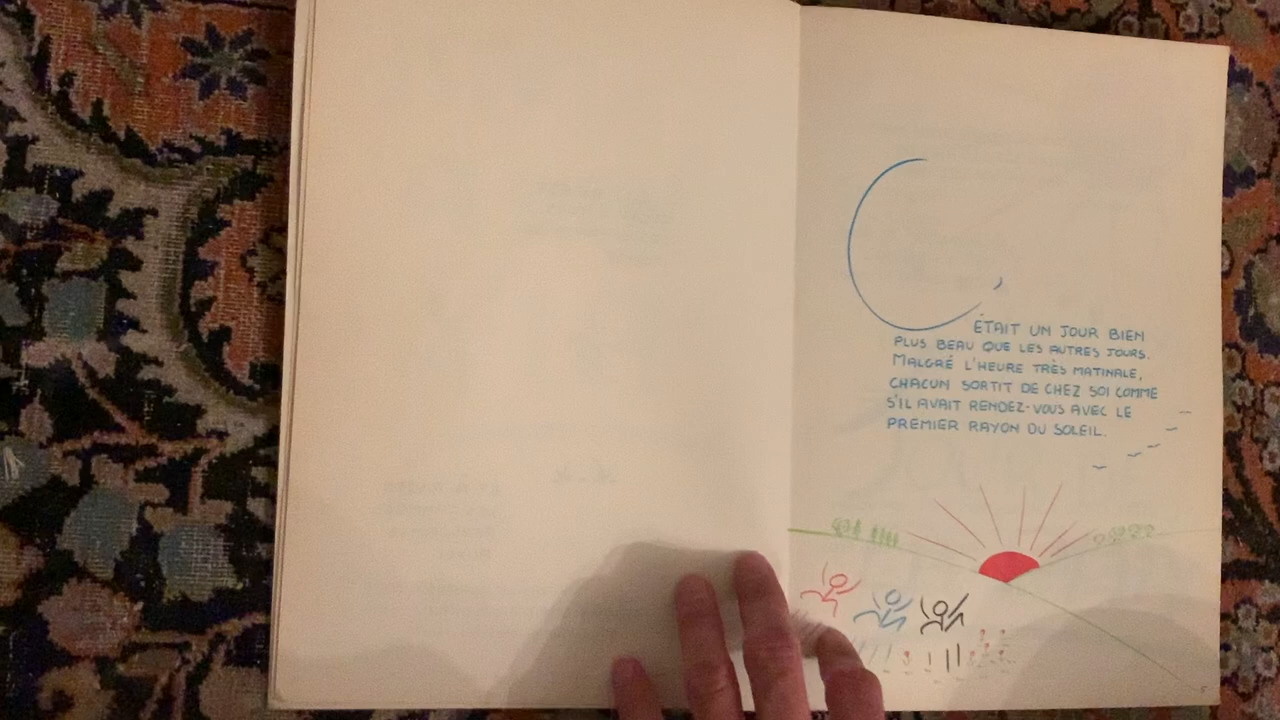 C'ÉTAIT UN JOUR BIEN
PLUS BEAU QUE LES AUTRES JOURS.
MALGRÉ L'HEURE TRÈS MATINALE,
CHACUN SORTIT DE CHEZ SOI COMME
S'IL AVAIT RENDEZ-VOUS AVEC LE
PREMIER RAYON DU SOLEIL.